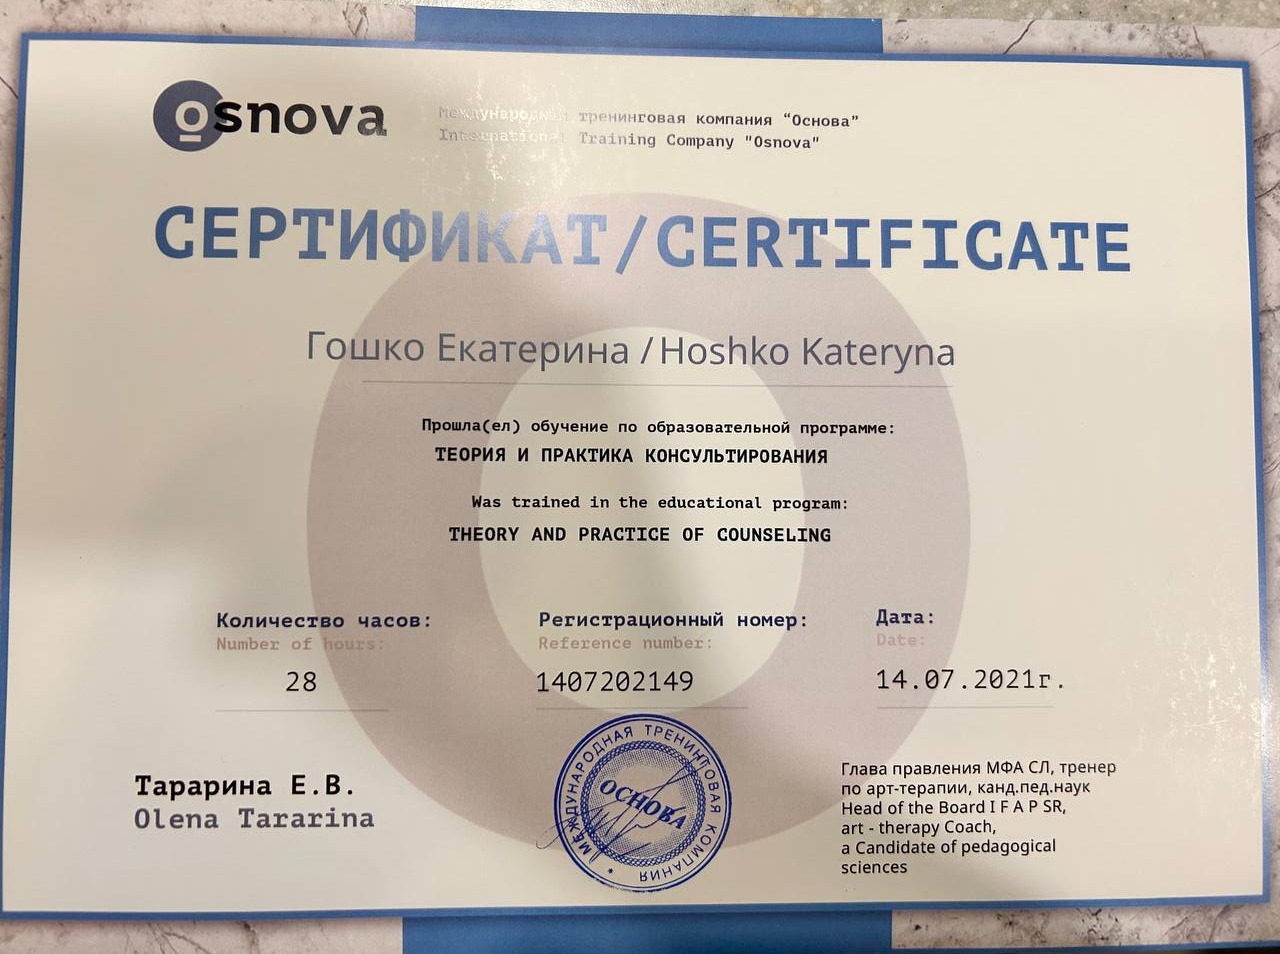 Osnova
Международная тренинговая компания “Основа”
International Training Company "Osnova"
СЕРТИФИКАТ/CERTIFICATE
Гошко Екатерина /Hoshko Kateryna
Прошла(ел) обучение по образовательной программе:
ТЕОРИЯ И ПРАКТИКА КОНСУЛЬТИРОВАНИЯ
Was trained in the educational program:
THEORY AND PRACTICE OF COUNSELING
Количество часов: Регистрационный номер: Дата:
Number of hours: Reference number: Date:
28 1407202149 14.07.2021г.
Тарарина Е.В.
Olena Tararina
МЕЖДУНАРОДНАЯ ТРЕНИНГОВАЯ КОМПАНИЯ
ОСНОВА
Глава правления МФА СЛ, тренер
по арт-терапии, канд.пед.наук
Head of the Board I F A P SR,
art - therapy Coach,
a Candidate of pedagogical
sciences